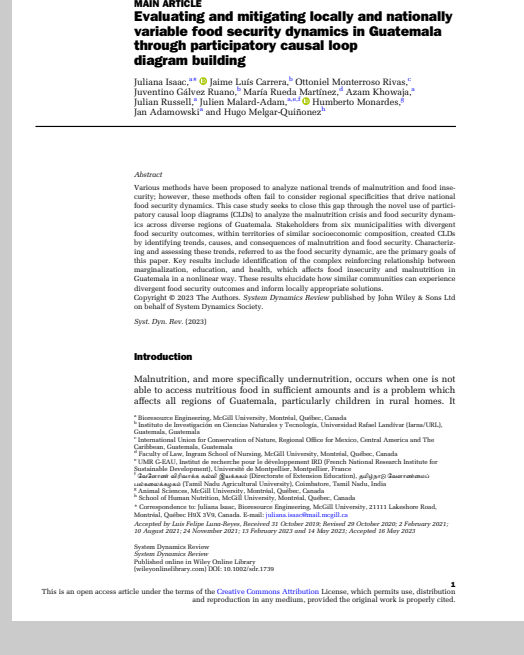 MAIN ARTICLE
Evaluating and mitigating locally and nationally
variable food security dynamics in Guatemala
through participatory causal loop
diagram building
Juliana Isaac,a* Jaime Luís Carrera,b Ottoniel Monterroso Rivas,c
Juventino Gálvez Ruano,b María Rueda Martínez,d Azam Khowaja,a
Julian Russell,a Julien Malard-Adam,a,e,f Humberto Monardes,g
Jan Adamowskia and Hugo Melgar-Quiñonezh
Abstract
Various methods have been proposed to analyze national trends of malnutrition and food inse-
curity; however, these methods often fail to consider regional specificities that drive national
food security dynamics. This case study seeks to close this gap through the novel use of partici-
patory causal loop diagrams (CLDs) to analyze the malnutrition crisis and food security dynam-
ics across diverse regions of Guatemala. Stakeholders from six municipalities with divergent
food security outcomes, within territories of similar socioeconomic composition, created CLDs
by identifying trends, causes, and consequences of malnutrition and food security. Characteriz-
ing and assessing these trends, referred to as the food security dynamic, are the primary goals of
this paper. Key results include identification of the complex reinforcing relationship between
marginalization, education, and health, which affects food insecurity and malnutrition in
Guatemala in a nonlinear way. These results elucidate how similar communities can experience
divergent food security outcomes and inform locally appropriate solutions.
Copyright © 2023 The Authors. System Dynamics Review published by John Wiley & Sons Ltd
on behalf of System Dynamics Society.
Syst. Dyn. Rev. (2023)
Introduction
Malnutrition, and more specifically undernutrition, occurs when one is not
able to access nutritious food in sufficient amounts and is a problem which
affects all regions of Guatemala, particularly children in rural homes. It
a Bioresource Engineering, McGill University, Montréal, Québec, Canada
b Instituto de Investigación en Ciencias Naturales y Tecnología, Universidad Rafael Landívar (Iarna/URL),
Guatemala, Guatemala
c International Union for Conservation of Nature, Regional Office for Mexico, Central America and The
Caribbean, Guatemala, Guatemala
d Faculty of Law, Ingram School of Nursing, McGill University, Montréal, Québec, Canada
e UMR G-EAU, Institut de recherche pour le développement IRD (French National Research Institute for
Sustainable Development), Université de Montpellier, Montpellier, France
f வேளாண் விரிவாக்க கல்வி இயக்கம் (Directorate of Extension Education), தமிழ்நாடு வேளாண்மைப்
பல்கலைக்கழகம் (Tamil Nadu Agricultural University), Coimbatore, Tamil Nadu, India
g Animal Sciences, McGill University, Montréal, Québec, Canada
h School of Human Nutrition, McGill University, Montréal, Québec, Canada
* Correspondence to: Juliana Isaac, Bioresource Engineering, McGill University, 21111 Lakeshore Road,
Montréal, Québec H9X 3V9, Canada. E-mail: juliana.isaac@mail.mcgill.ca
Accepted by Luis Felipe Luna-Reyes, Received 31 October 2019; Revised 29 October 2020; 2 February 2021;
10 August 2021; 24 November 2021; 13 February 2023 and 14 May 2023; Accepted 16 May 2023
System Dynamics Review
System Dynamics Review
Published online in Wiley Online Library
(wileyonlinelibrary.com) DOI: 10.1002/sdr.1739
1
This is an open access article under the terms of the Creative Commons Attribution License, which permits use, distribution
and reproduction in any medium, provided the original work is properly cited.